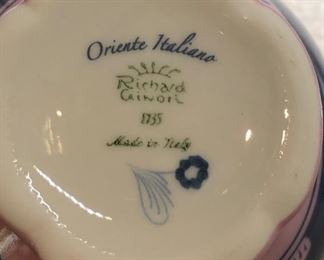 Oriente Italiano
Richard
Ginori
1735
Made in Italy